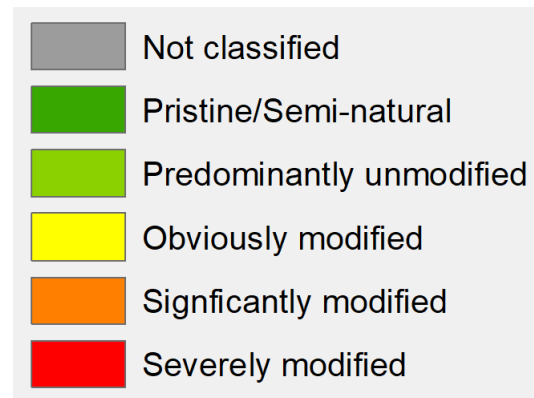 Not classified
Pristine/Semi-natural
Predominantly unmodified
Obviously modified
Signficantly modified
Severely modified